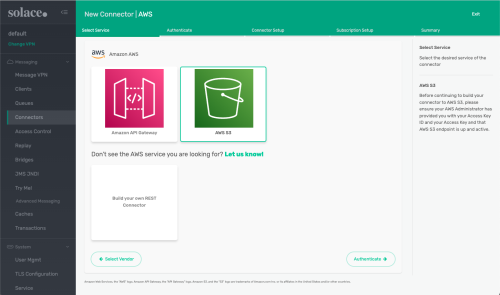 solace.
default
Change VPN
Messaging
Message VPN
Clients
Queues
Connectors
Access Control
Replay
Bridges
JMS JNDI
Try Me!
Advanced Messaging
Caches
Transactions
System
User Mgmt
TLS Configuration
Service
New Connector | AWS
Exit
Select Service
Authenticate
Connector Setup
Subscription Setup
Summary
aws Amazon AWS
Amazon API Gateway
AWS S3
Don't see the AWS service you are looking for? Let us know!
Build your own REST
Connector
Select Vendor
Authenticate
Select Service
Select the desired service of the
connector
AWS S3
Before continuing to build your
connector to AWS S3, please
ensure your AWS Administrator has
provided you with your Access Key
ID and your Access Key and that
AWS S3 endpoint is up and active.